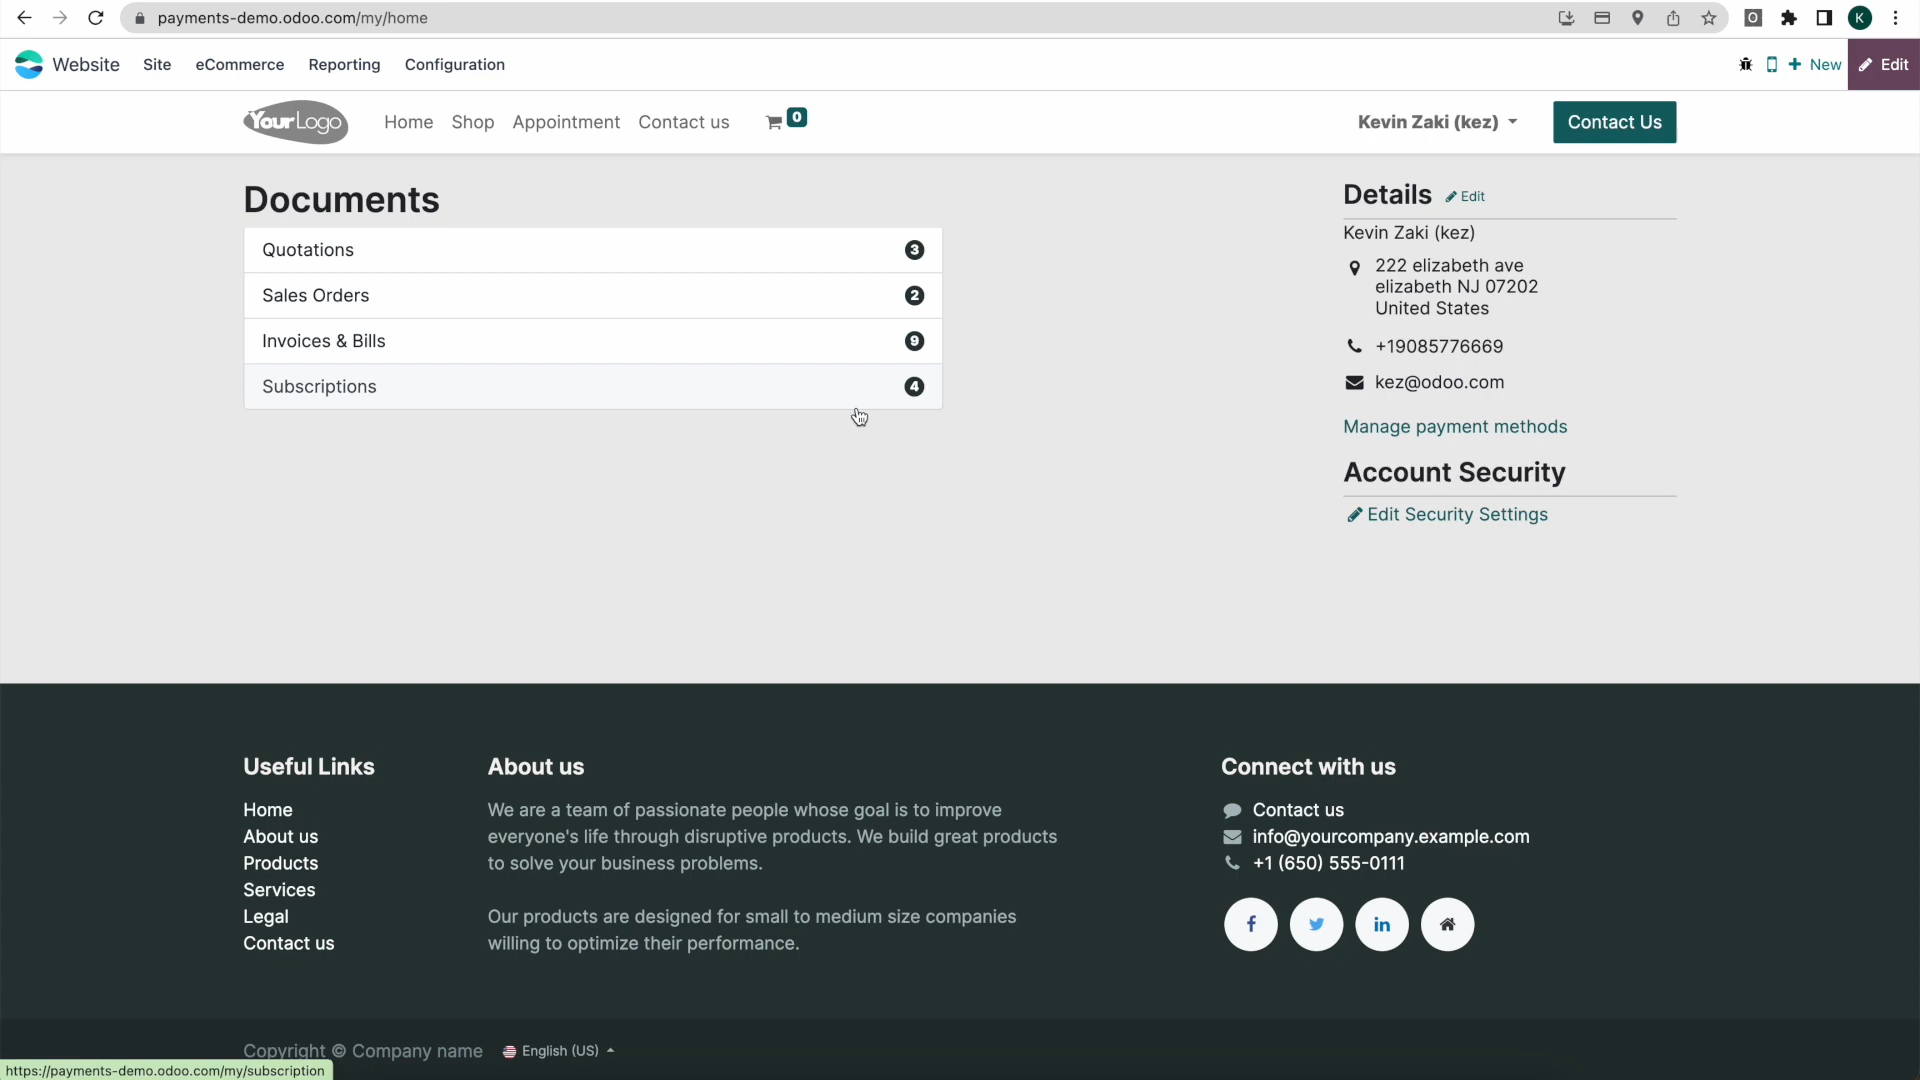 payments-demo.odoo.com/my/home
K
Website Site eCommerce Reporting Configuration
New Edit
YourLogo Home Shop Appointment Contact us 0 Kevin Zaki (kez) Contact Us
Documents
Quotations 3
Sales Orders 2
Invoices & Bills 9
Subscriptions 4
Details Edit
Kevin Zaki (kez)
222 elizabeth ave
elizabeth NJ 07202
United States
+19085776669
kez@odoo.com
Manage payment methods
Account Security
Edit Security Settings
Useful Links
Home
About us
Products
Services
Legal
Contact us
About us
We are a team of passionate people whose goal is to improve
everyone's life through disruptive products. We build great products
to solve your business problems.
Our products are designed for small to medium size companies
willing to optimize their performance.
Connect with us
Contact us
info@yourcompany.example.com
+1 (650) 555-0111
Copyright © Company name English (US)
https://payments-demo.odoo.com/my/subscription